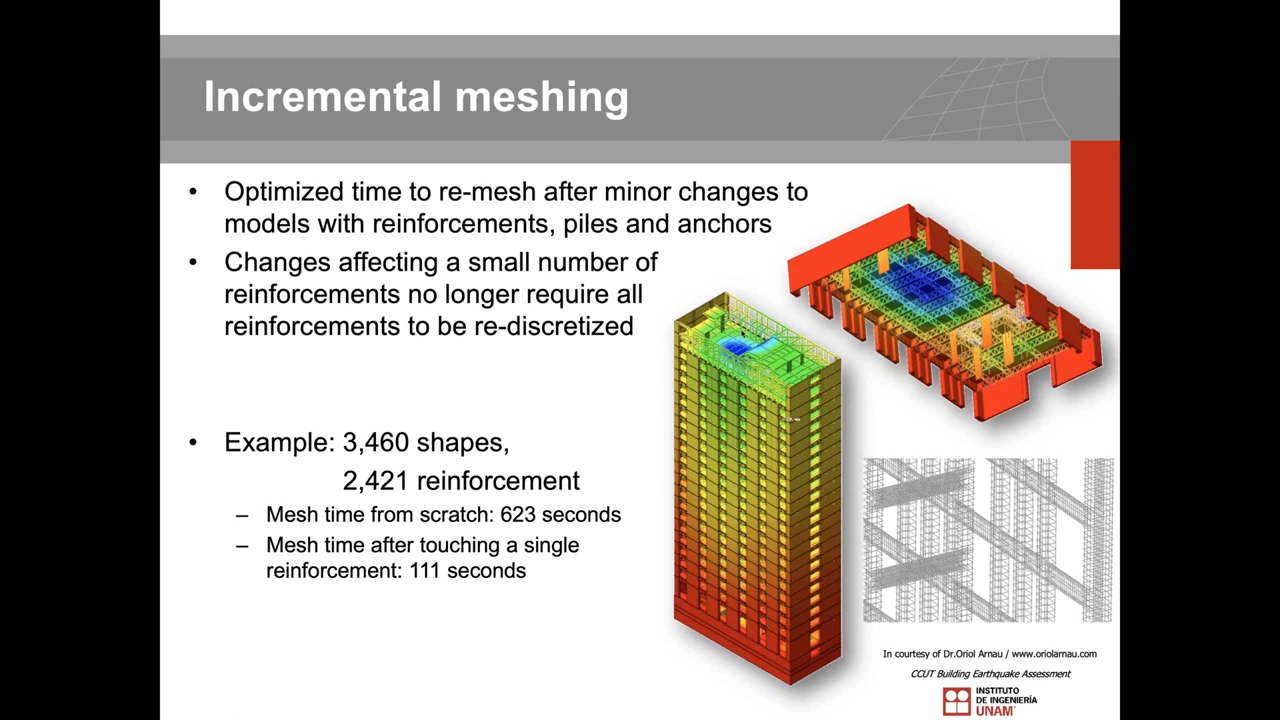 Incremental meshing
• Optimized time to re-mesh after minor changes to
models with reinforcements, piles and anchors
• Changes affecting a small number of
reinforcements no longer require all
reinforcements to be re-discretized
• Example: 3,460 shapes,
2,421 reinforcement
– Mesh time from scratch: 623 seconds
– Mesh time after touching a single
reinforcement: 111 seconds
In courtesy of Dr.Oriol Arnau / www.oriolarnau.com
CCUT Building Earthquake Assessment
INSTITUTO
DE INGENIERÍA
UNAM